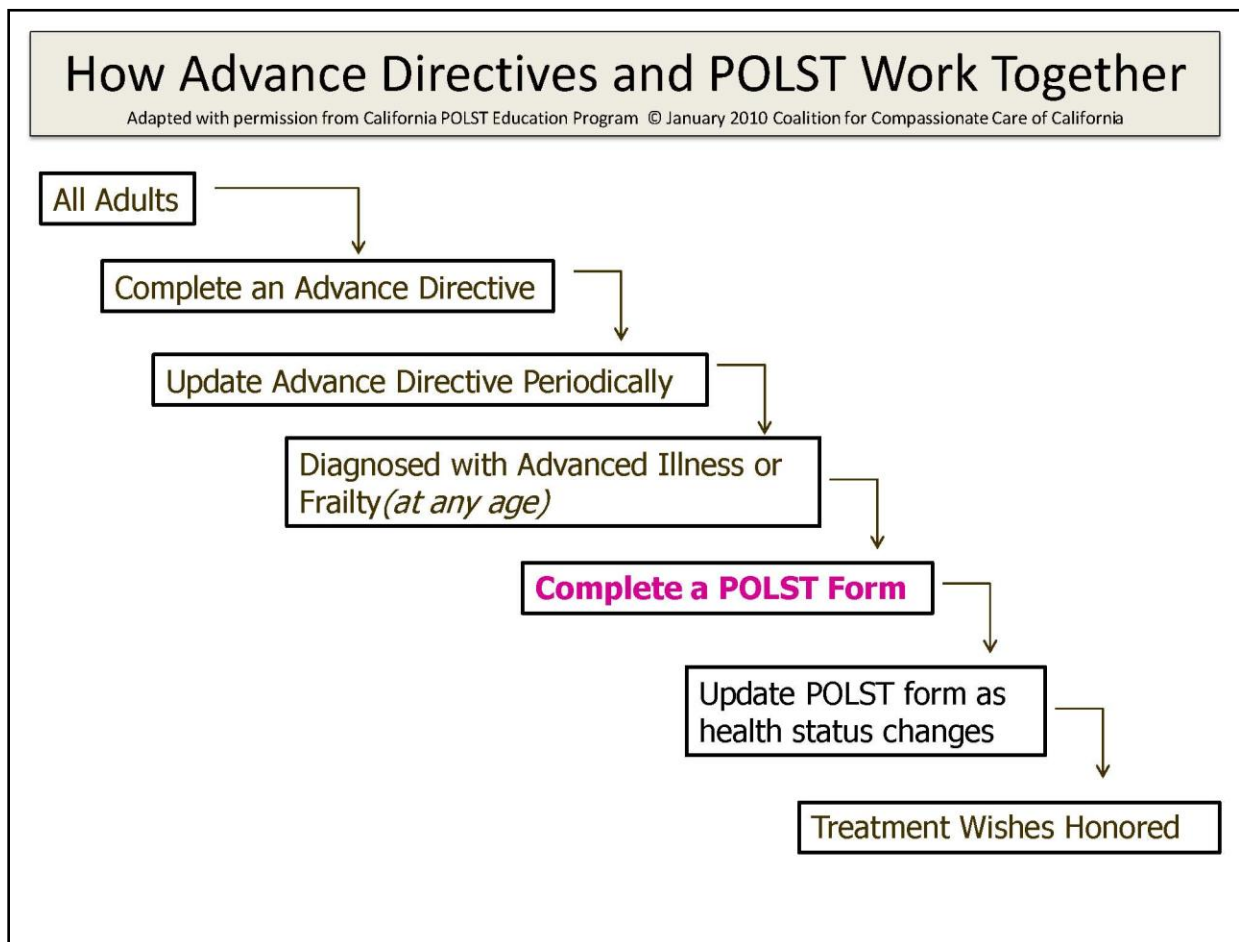 How Advance Directives and POLST Work Together
Adapted with permission from California POLST Education Program © January 2010 Coalition for Compassionate Care of California
All Adults
Complete an Advance Directive
Update Advance Directive Periodically
Diagnosed with Advanced Illness or
Frailty(at any age)
Complete a POLST Form
Update POLST form as
health status changes
Treatment Wishes Honored